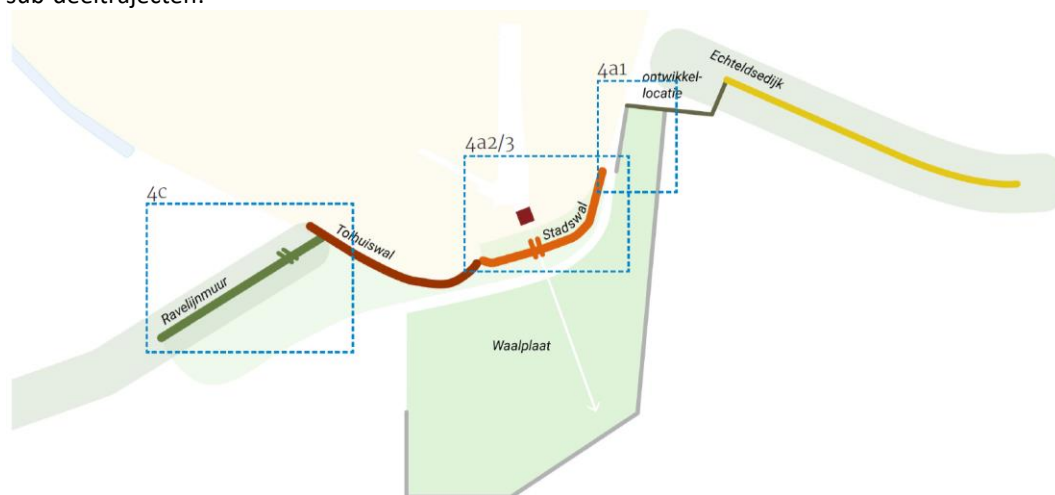 sub-deeltrajecten.
Echteldsedijk
4a1
ontwikkel-
locatie
4a2/3
4c
Stadswal
Tolhuiswal
Ravelijnmuur
Waalplaat